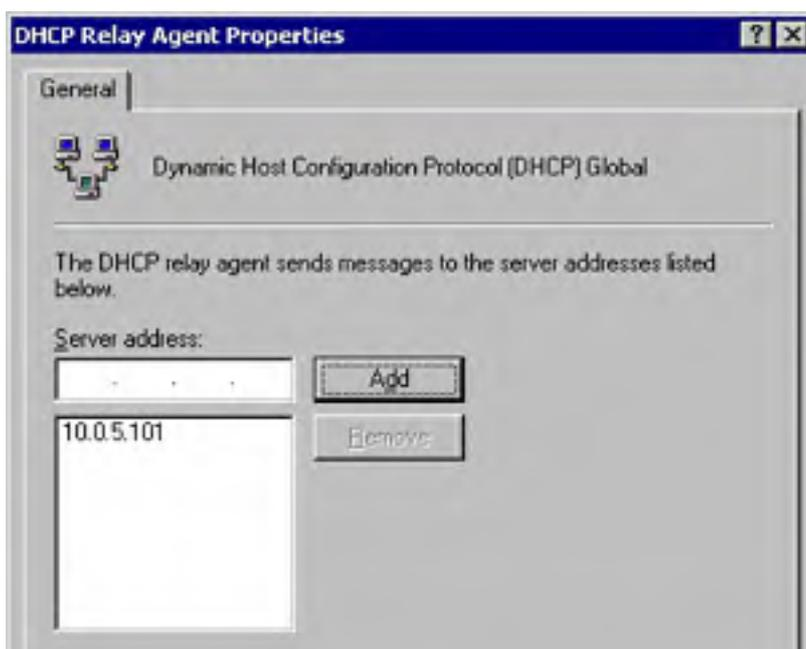 DHCP Relay Agent Properties
General
Dynamic Host Configuration Protocol (DHCP) Global
The DHCP relay agent sends messages to the server addresses listed
below.
Server address:
. . .
Add
10.0.5.101
Remove